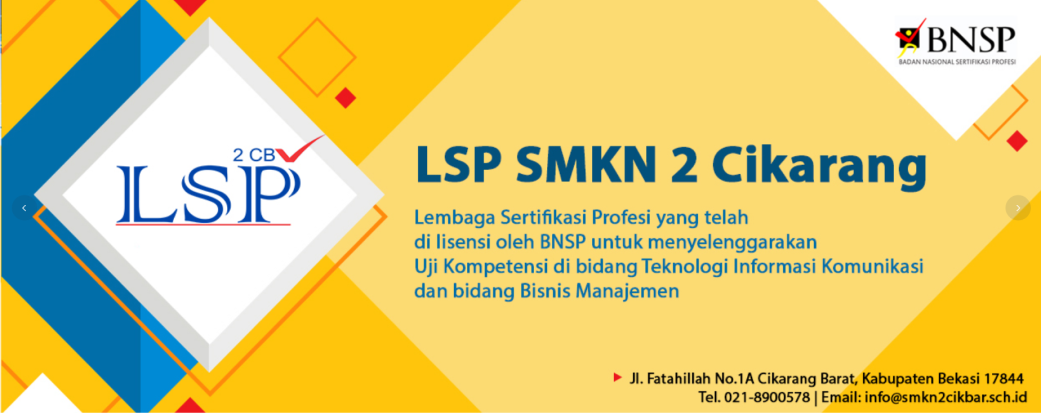 BNSP
BADAN NASIONAL SERTIFIKASI PROFESI
2 CB
LSP
LSP SMKN 2 Cikarang
Lembaga Sertifikasi Profesi yang telah
di lisensi oleh BNSP untuk menyelenggarakan
Uji Kompetensi di bidang Teknologi Informasi Komunikasi
dan bidang Bisnis Manajemen
Jl. Fatahillah No.1A Cikarang Barat, Kabupaten Bekasi 17844
Tel. 021-8900578 | Email: info@smkn2cikbar.sch.id